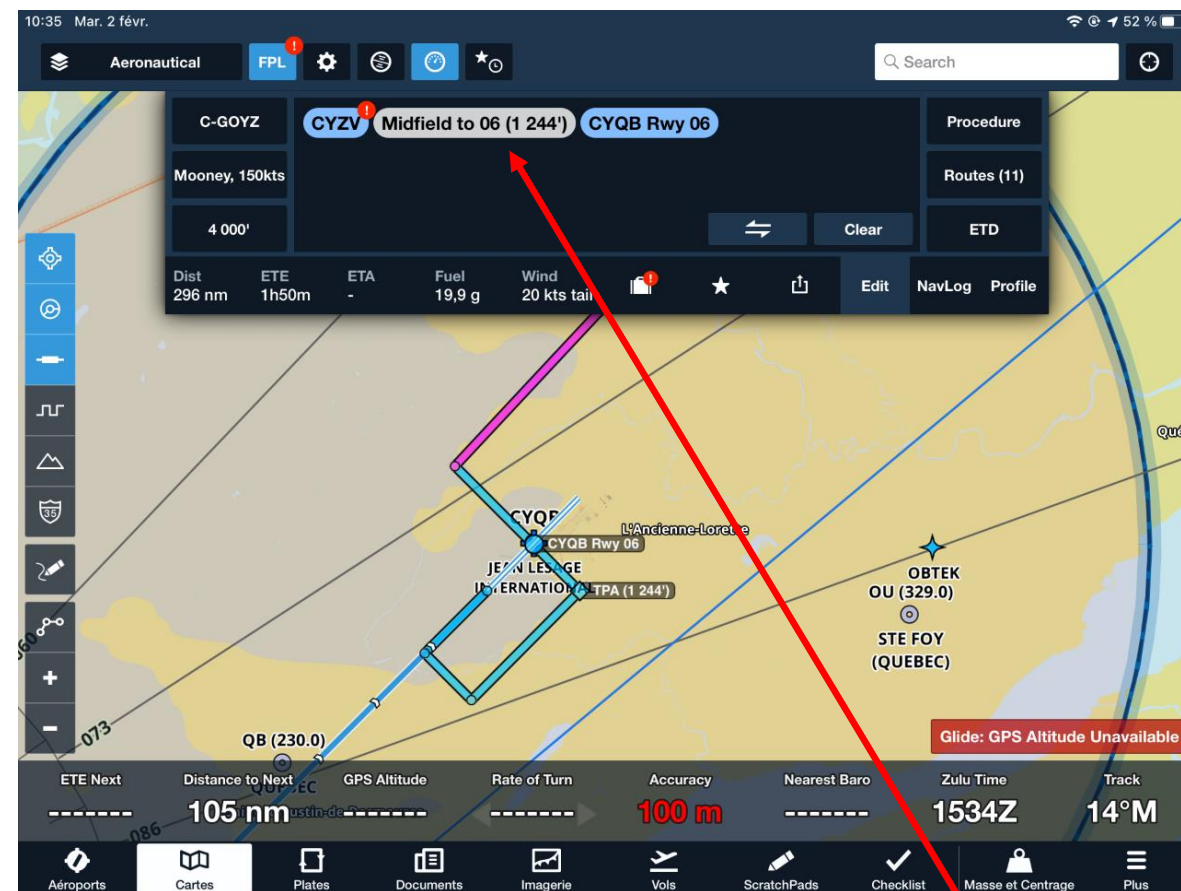 10:35 Mar. 2 févr.
52 %
Aeronautical
FPL
!
Search
C-GOYZ
CYZV
!
Midfield to 06 (1 244')
CYQB Rwy 06
Procedure
Mooney, 150kts
Routes (11)
4 000'
Clear
ETD
Dist
296 nm
ETE
1h50m
ETA
-
Fuel
19,9 g
Wind
20 kts tail
!
Edit
NavLog
Profile
35
CYQB
L'Ancienne-Lorette
CYQB Rwy 06
JEAN LESAGE
INTERNATIONAL
TPA (1 244')
OBTEK
OU (329.0)
STE FOY
(QUEBEC)
Qué
060
073
086
QB (230.0)
QUEBEC
Glide: GPS Altitude Unavailable
ETE Next
-------
Distance to Next
105 nm
GPS Altitude
-------
Rate of Turn
-------
Accuracy
100 m
Nearest Baro
-------
Zulu Time
1534Z
Track
14°M
Aéroports
Cartes
Plates
Documents
Imagerie
Vols
ScratchPads
Checklist
Masse et Centrage
Plus